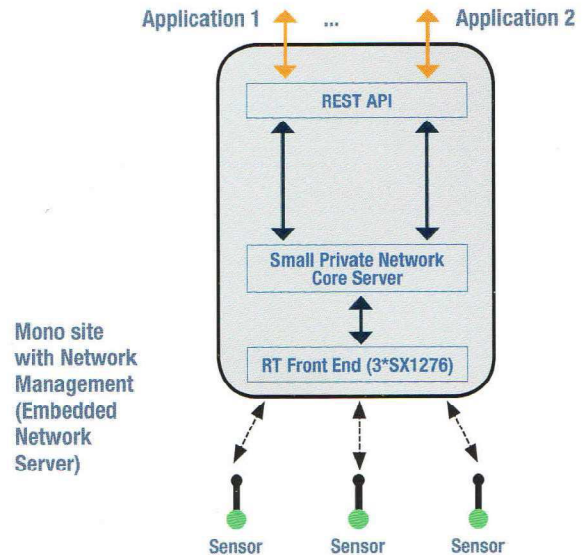 Application 1 ... Application 2
REST API
Small Private Network
Core Server
RT Front End (3*SX1276)
Mono site
with Network
Management
(Embedded
Network
Server)
Sensor Sensor Sensor